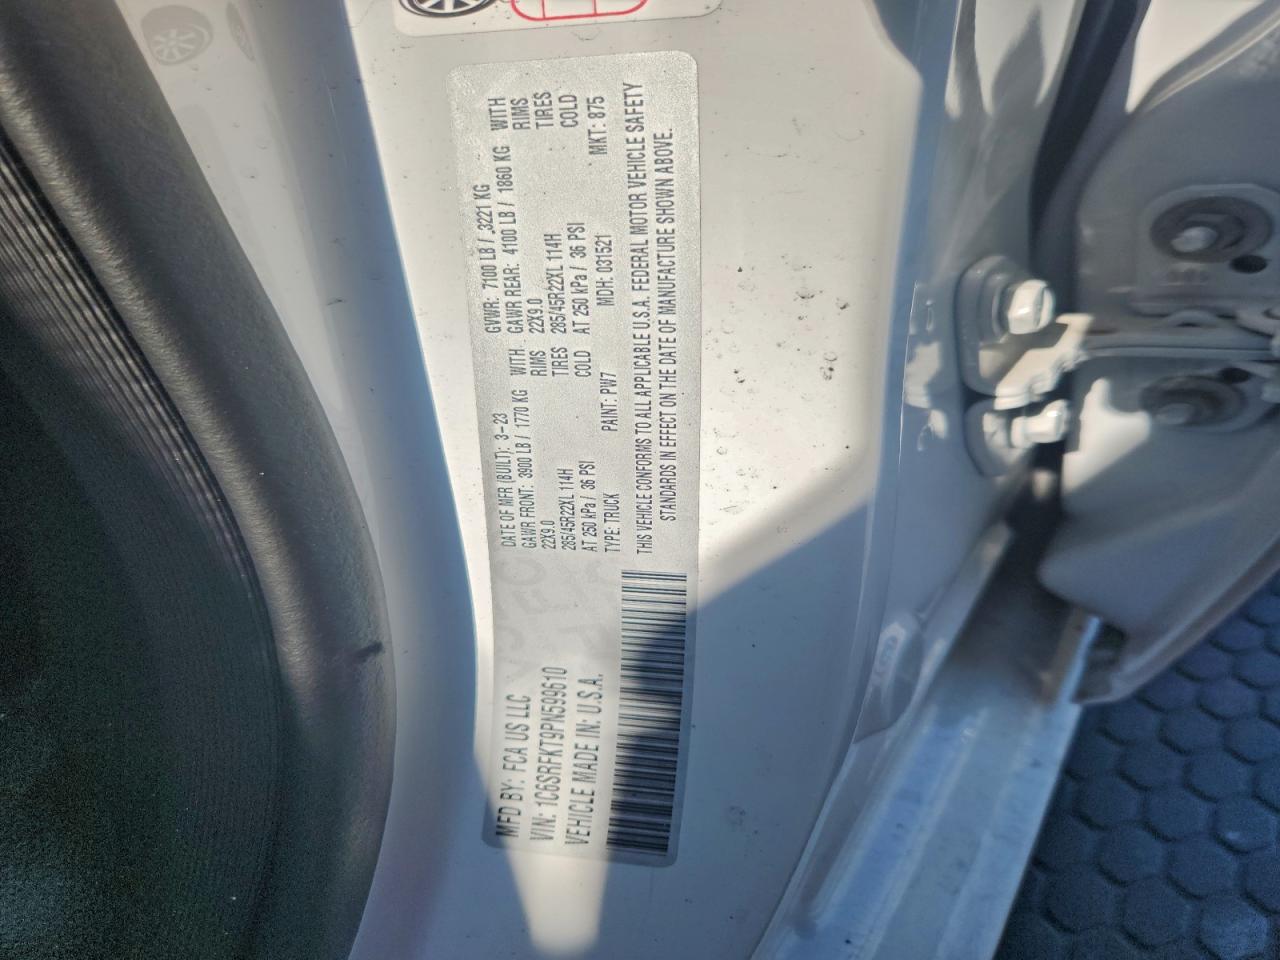 MFD BY: FCA US LLC
VIN: 1C6SRFKT9PN599610
VEHICLE MADE IN: U.S.A.
DATE OF MFR (BUILT): 3-23 GVWR: 7100 LB / 3221 KG
GAWR FRONT: 3900 LB / 1770 KG WITH GAWR REAR: 4100 LB / 1860 KG WITH
22X9.0 RIMS 22X9.0 RIMS
285/45R22XL 114H TIRES 285/45R22XL 114H TIRES
AT 250 kPa / 36 PSI COLD AT 250 kPa / 36 PSI COLD
TYPE: TRUCK PAINT: PW7 MDH: 031521 MKT: 875
THIS VEHICLE CONFORMS TO ALL APPLICABLE U.S.A. FEDERAL MOTOR VEHICLE SAFETY
STANDARDS IN EFFECT ON THE DATE OF MANUFACTURE SHOWN ABOVE.